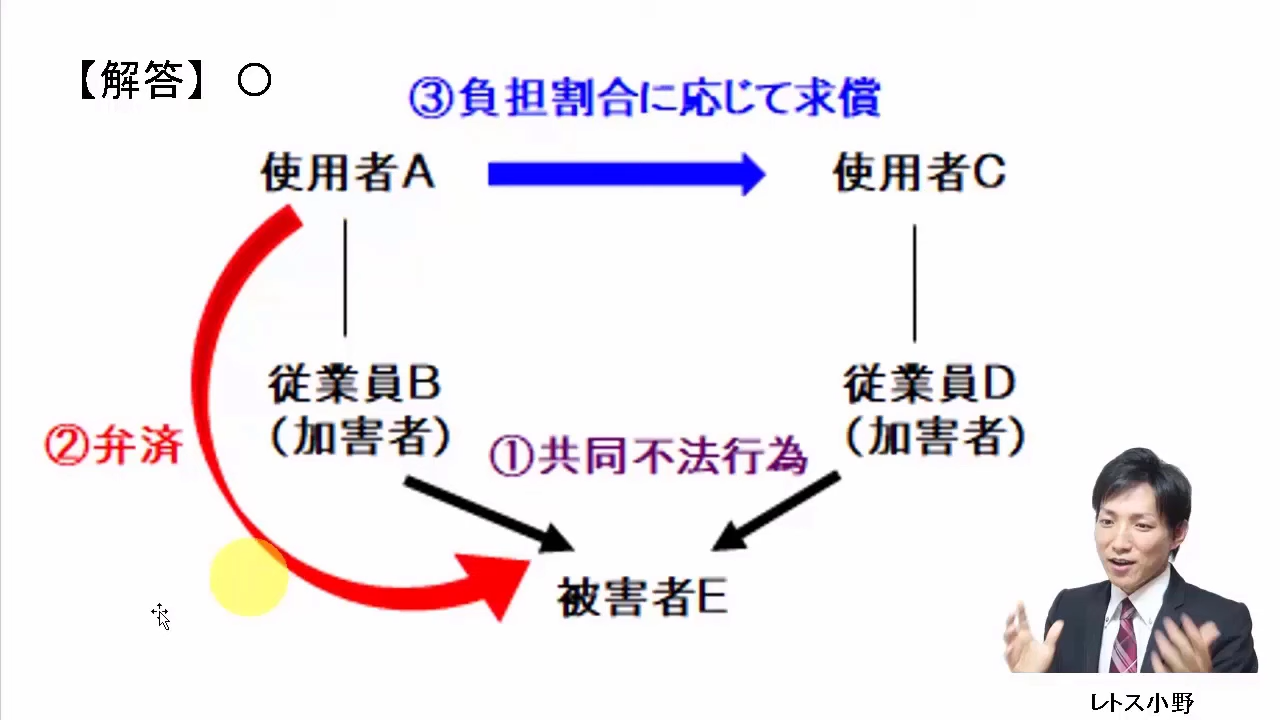 【解答】 ○
③負担割合に応じて求償
使用者A
使用者C
従業員B
(加害者)
従業員D
(加害者)
②弁済
①共同不法行為
被害者E
レトス小野